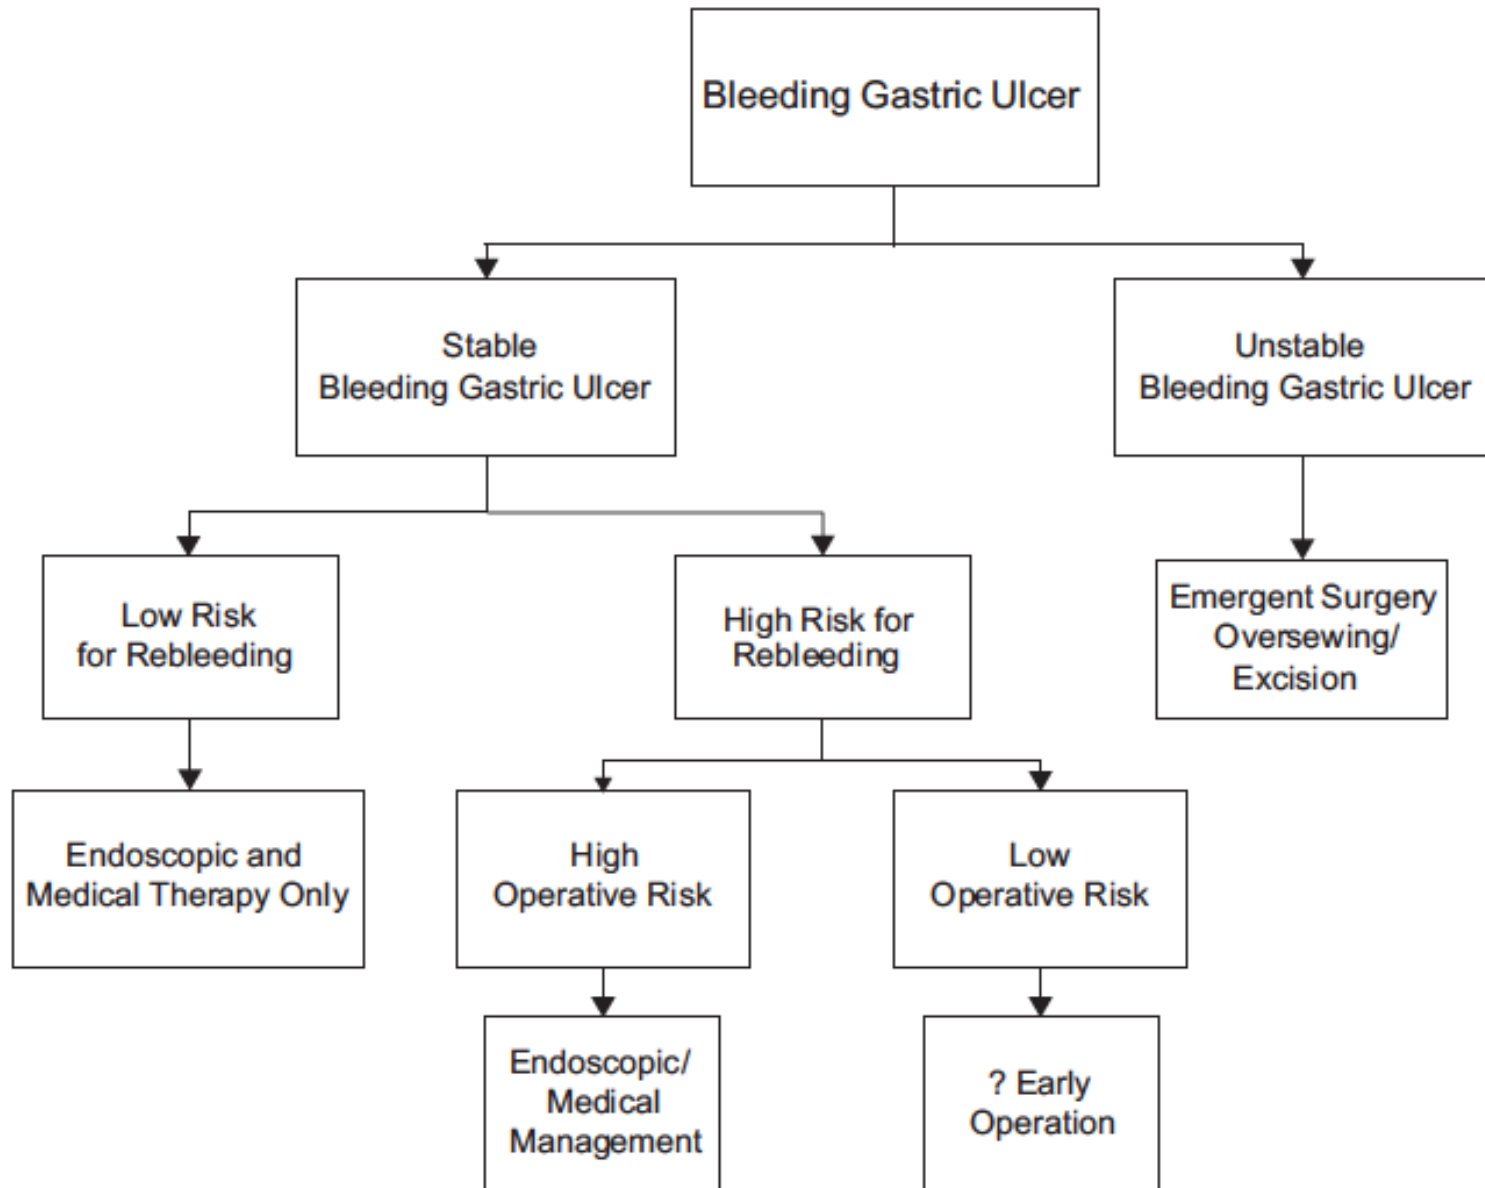 Bleeding Gastric Ulcer
Stable
Bleeding Gastric Ulcer
Unstable
Bleeding Gastric Ulcer
Low Risk
for Rebleeding
High Risk for
Rebleeding
Emergent Surgery
Oversewing/
Excision
Endoscopic and
Medical Therapy Only
High
Operative Risk
Low
Operative Risk
Endoscopic/
Medical
Management
? Early
Operation